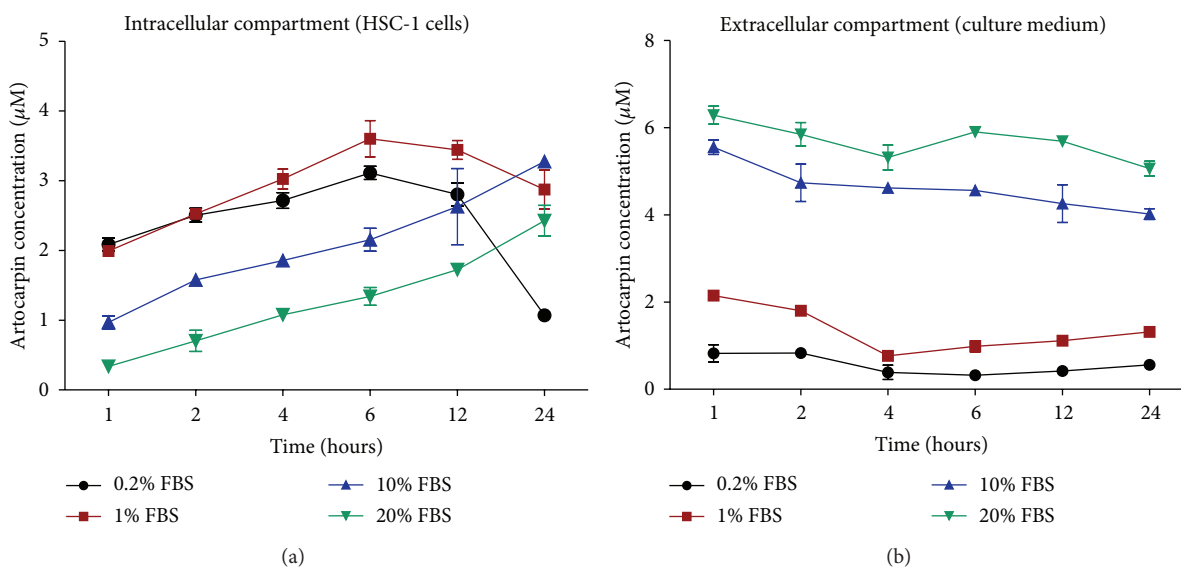 Intracellular compartment (HSC-1 cells)
Artocarpin concentration (μM)
5
4
3
2
1
0
1 2 4 6 12 24
Time (hours)
0.2% FBS 10% FBS
1% FBS 20% FBS
(a)
Extracellular compartment (culture medium)
Artocarpin concentration (μM)
8
6
4
2
0
1 2 4 6 12 24
Time (hours)
0.2% FBS 10% FBS
1% FBS 20% FBS
(b)